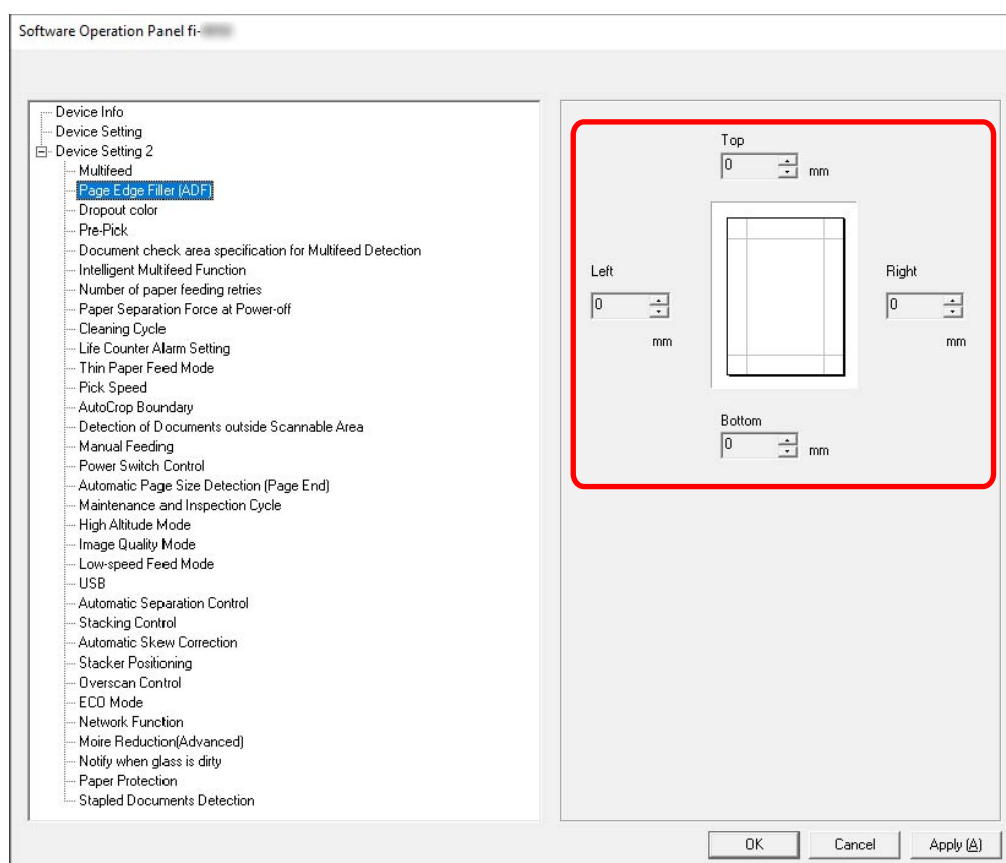 Software Operation Panel fi-
Device Info
Device Setting
Device Setting 2
Multifeed
Page Edge Filler (ADF)
Dropout color
Pre-Pick
Document check area specification for Multifeed Detection
Intelligent Multifeed Function
Number of paper feeding retries
Paper Separation Force at Power-off
Cleaning Cycle
Life Counter Alarm Setting
Thin Paper Feed Mode
Pick Speed
AutoCrop Boundary
Detection of Documents outside Scannable Area
Manual Feeding
Power Switch Control
Automatic Page Size Detection (Page End)
Maintenance and Inspection Cycle
High Altitude Mode
Image Quality Mode
Low-speed Feed Mode
USB
Automatic Separation Control
Stacking Control
Automatic Skew Correction
Stacker Positioning
Overscan Control
ECO Mode
Network Function
Moire Reduction(Advanced)
Notify when glass is dirty
Paper Protection
Stapled Documents Detection
Top
0 mm
Left
0
mm
Right
0
mm
Bottom
0 mm
OK Cancel Apply (A)